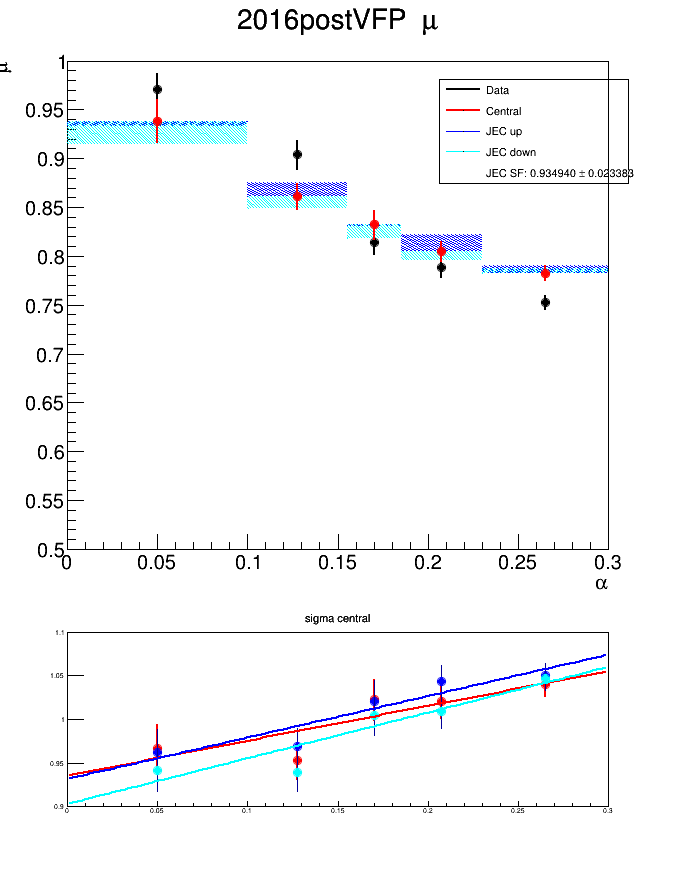 2016postVFP μ
μ
1
0.95
0.9
0.85
0.8
0.75
0.7
0.65
0.6
0.55
0.5
Data
Central
JEC up
JEC down
JEC SF: 0.934940 ± 0.023383
0 0.05 0.1 0.15 0.2 0.25 0.3
α
sigma central
1.1
1.05
1
0.95
0.9
0 0.05 0.1 0.15 0.2 0.25 0.3